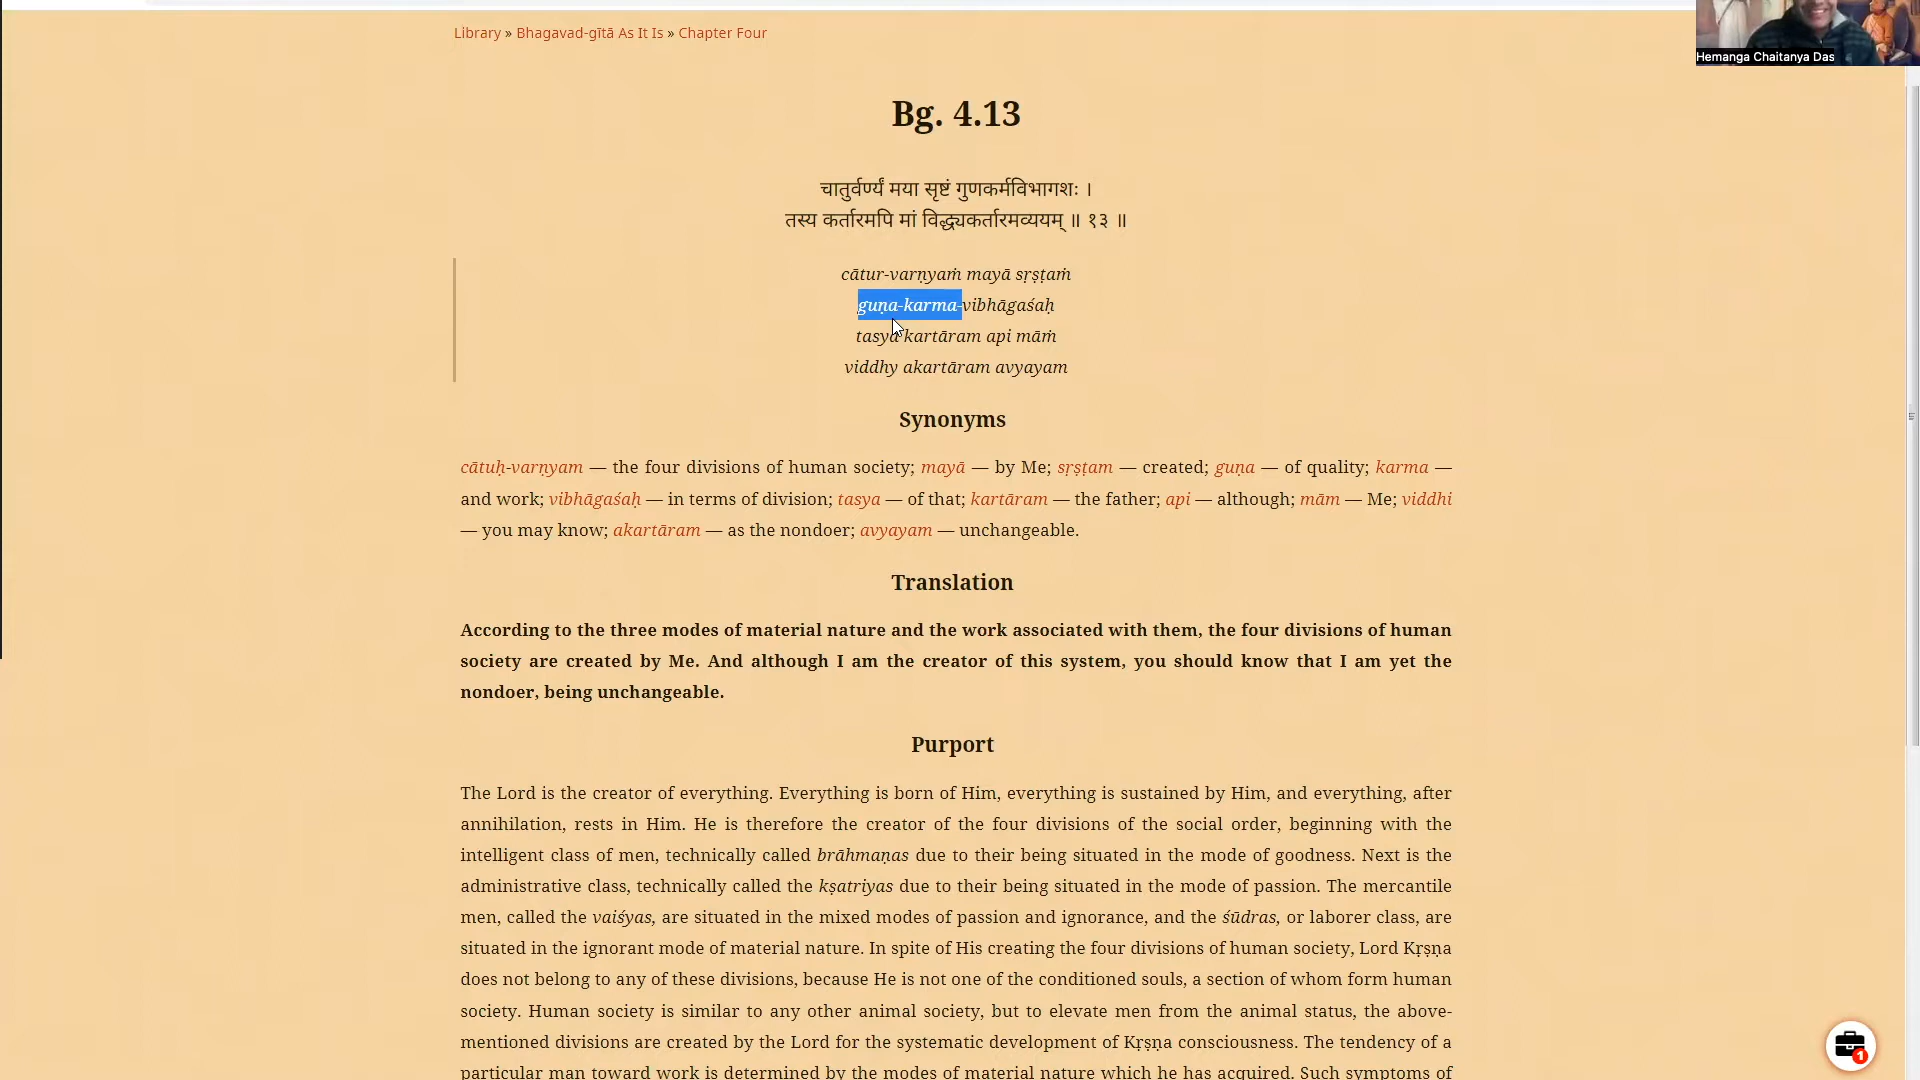 Library » Bhagavad-gītā As It Is » Chapter Four
Hemanga Chaitanya Das
Bg. 4.13
चातुर्वर्ण्यं मया सृष्टं गुणकर्मविभागशः ।
तस्य कर्तारमपि मां विद्ध्यकर्तारमव्ययम् ॥ १३ ॥
cātur-varṇyaṁ mayā sṛṣṭaṁ
guṇa-karma-vibhāgaśaḥ
tasya kartāram api māṁ
viddhy akartāram avyayam
Synonyms
cātuḥ-varṇyam — the four divisions of human society; mayā — by Me; sṛṣṭam — created; guṇa — of quality; karma —
and work; vibhāgaśaḥ — in terms of division; tasya — of that; kartāram — the father; api — although; mām — Me; viddhi
— you may know; akartāram — as the nondoer; avyayam — unchangeable.
Translation
According to the three modes of material nature and the work associated with them, the four divisions of human
society are created by Me. And although I am the creator of this system, you should know that I am yet the
nondoer, being unchangeable.
Purport
The Lord is the creator of everything. Everything is born of Him, everything is sustained by Him, and everything, after
annihilation, rests in Him. He is therefore the creator of the four divisions of the social order, beginning with the
intelligent class of men, technically called brāhmaṇas due to their being situated in the mode of goodness. Next is the
administrative class, technically called the kṣatriyas due to their being situated in the mode of passion. The mercantile
men, called the vaiśyas, are situated in the mixed modes of passion and ignorance, and the śūdras, or laborer class, are
situated in the ignorant mode of material nature. In spite of His creating the four divisions of human society, Lord Kṛṣṇa
does not belong to any of these divisions, because He is not one of the conditioned souls, a section of whom form human
society. Human society is similar to any other animal society, but to elevate men from the animal status, the above-
mentioned divisions are created by the Lord for the systematic development of Kṛṣṇa consciousness. The tendency of a
particular man toward work is determined by the modes of material nature which he has acquired. Such symptoms of
1